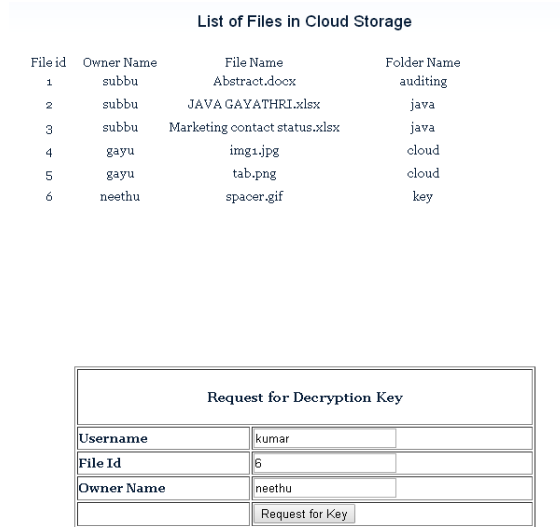 List of Files in Cloud Storage
File id Owner Name File Name Folder Name
1 subbu Abstract.docx auditing
2 subbu JAVA GAYATHRI.xlsx java
3 subbu Marketing contact status.xlsx java
4 gayu img1.jpg cloud
5 gayu tab.png cloud
6 neethu spacer.gif key
Request for Decryption Key
Username kumar
File Id 6
Owner Name neethu
Request for Key